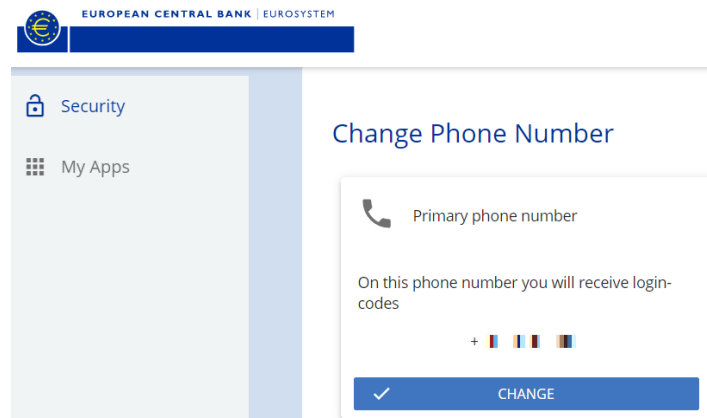 EUROPEAN CENTRAL BANK | EUROSYSTEM
Security
My Apps
Change Phone Number
Primary phone number
On this phone number you will receive login-
codes
+
CHANGE